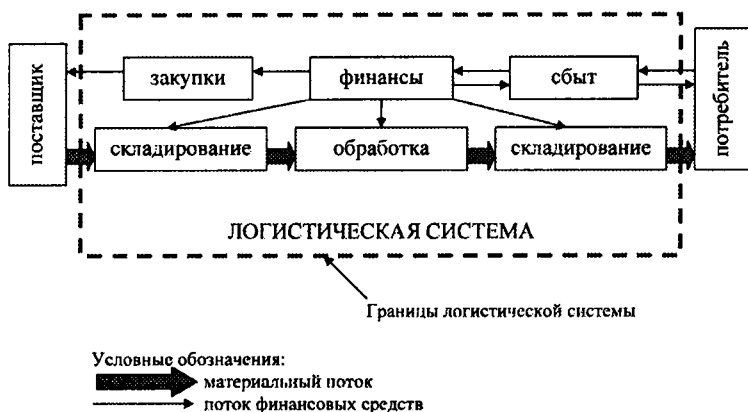 поставщик
закупки
финансы
сбыт
потребитель
складирование
обработка
складирование
ЛОГИСТИЧЕСКАЯ СИСТЕМА
Границы логистической системы
Условные обозначения:
материальный поток
поток финансовых средств